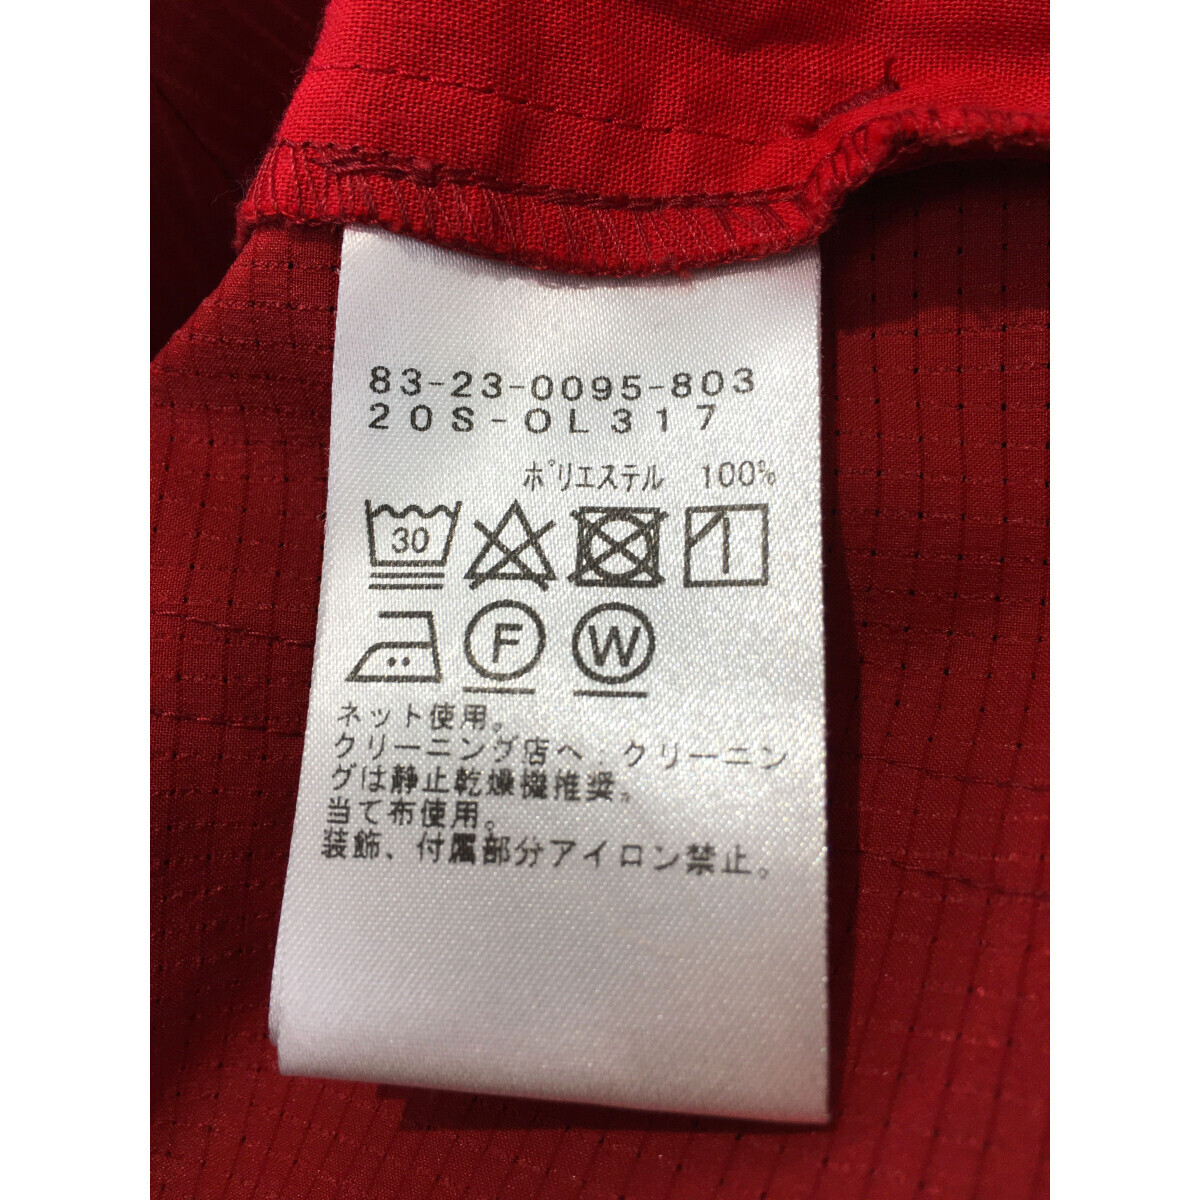 83-23-0095-803
20S-OL317
ポリエステル 100%
30
F W
ネット使用。
クリーニング店へ:クリーニン
グは静止乾燥機推奨。
当て布使用。
装飾、付属部分アイロン禁止。